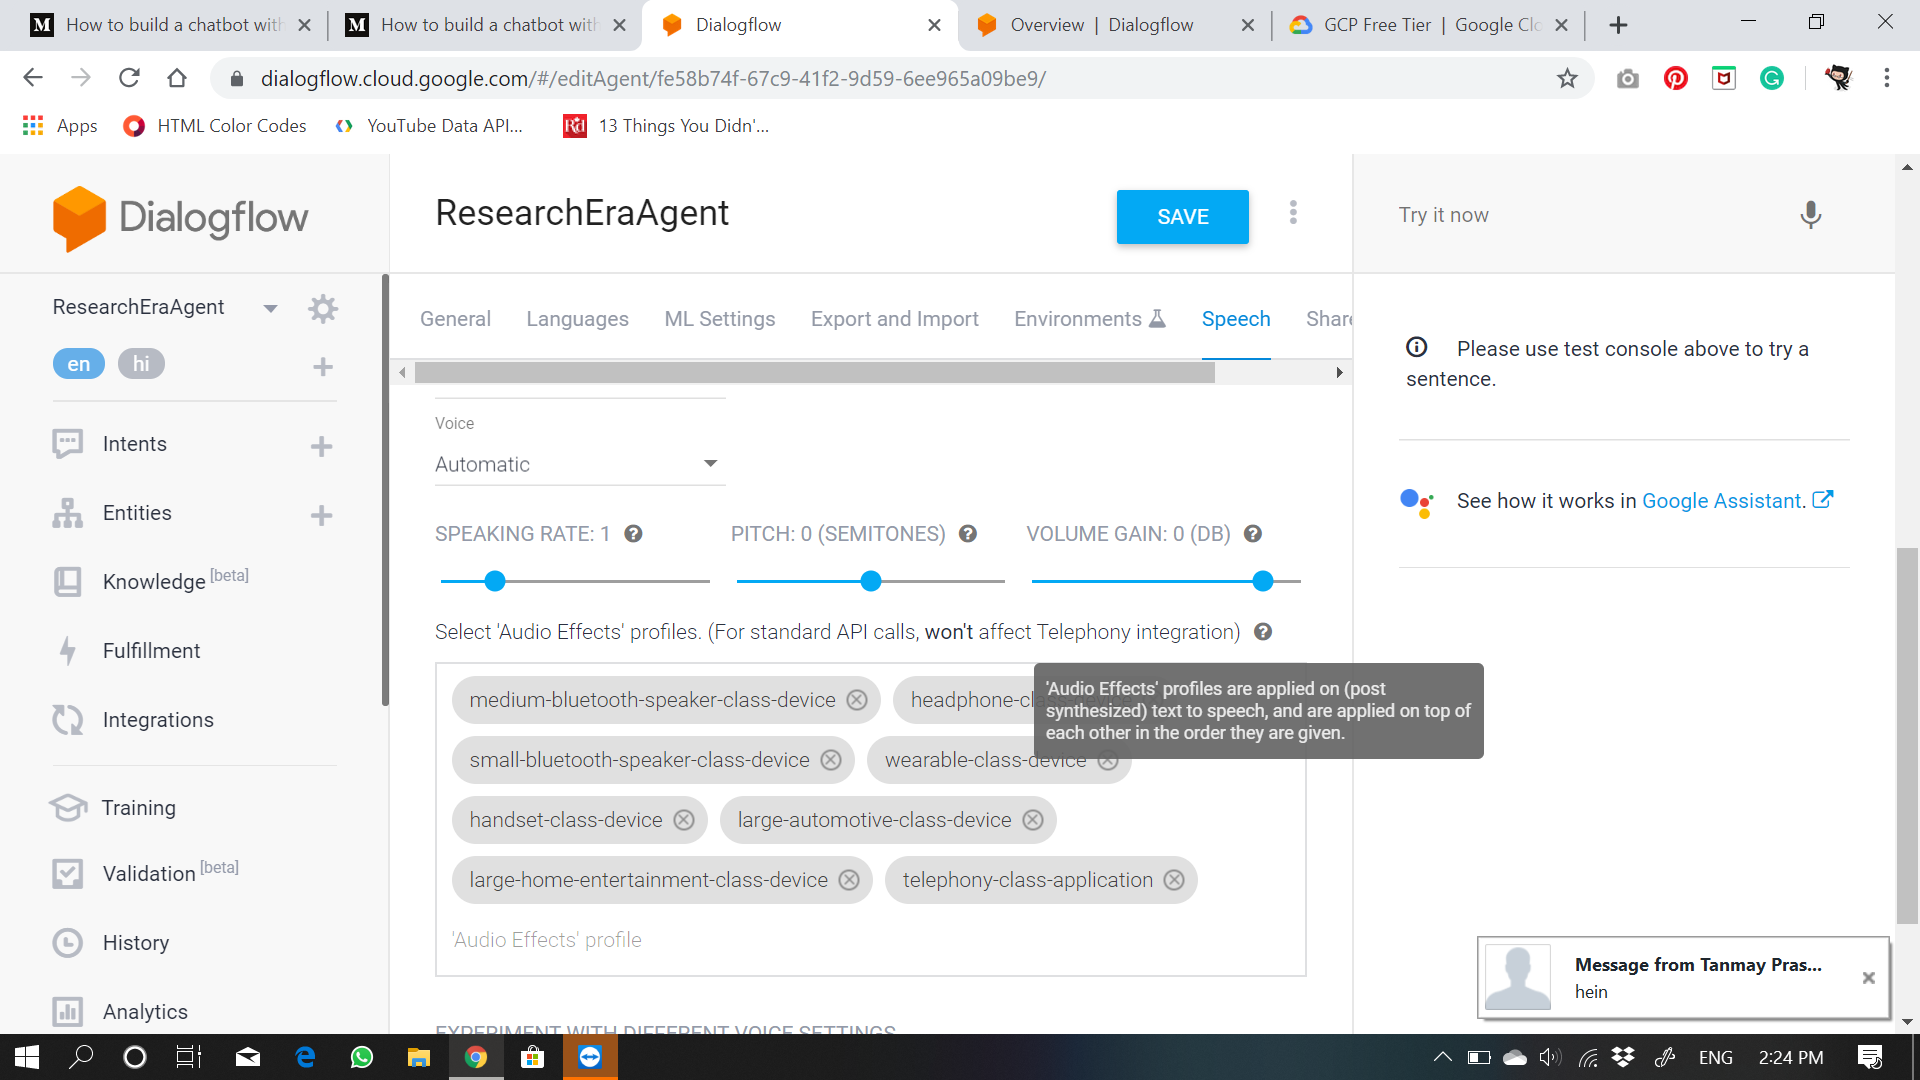 How to build a chatbot with
How to build a chatbot with
Dialogflow
Overview | Dialogflow
GCP Free Tier | Google Clo
dialogflow.cloud.google.com/#/editAgent/fe58b74f-67c9-41f2-9d59-6ee965a09be9/
Apps
HTML Color Codes
YouTube Data API...
Rd
13 Things You Didn'...
Dialogflow
ResearchEraAgent
SAVE
Try it now
ResearchEraAgent
en
hi
General
Languages
ML Settings
Export and Import
Environments
Speech
Share
Please use test console above to try a
sentence.
See how it works in Google Assistant.
Intents
Entities
Knowledge [beta]
Fulfillment
Integrations
Training
Validation [beta]
History
Analytics
Voice
Automatic
SPEAKING RATE: 1
PITCH: 0 (SEMITONES)
VOLUME GAIN: 0 (DB)
Select 'Audio Effects' profiles. (For standard API calls, won't affect Telephony integration)
medium-bluetooth-speaker-class-device
headphone-class-device
'Audio Effects' profiles are applied on (post
synthesized) text to speech, and are applied on top of
each other in the order they are given.
small-bluetooth-speaker-class-device
wearable-class-device
handset-class-device
large-automotive-class-device
large-home-entertainment-class-device
telephony-class-application
'Audio Effects' profile
EXPERIMENT WITH DIFFERENT VOICE SETTINGS
Message from Tanmay Pras...
hein
ENG
2:24 PM